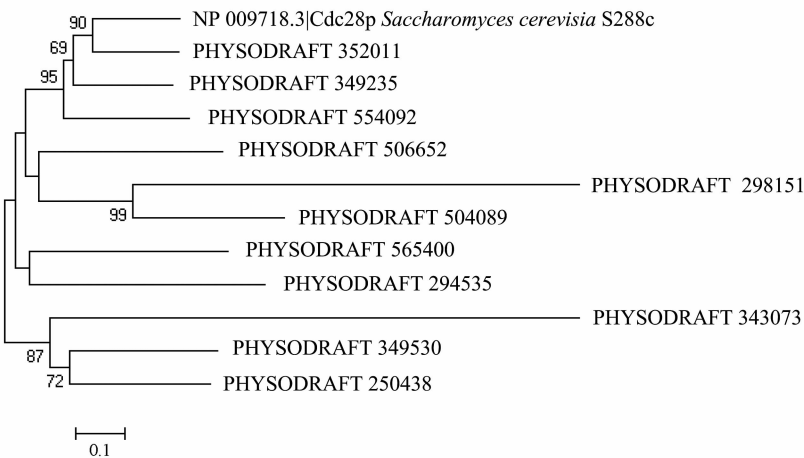 90
NP 009718.3|Cdc28p Saccharomyces cerevisia S288c
PHYSODRAFT 352011
69
95
PHYSODRAFT 349235
PHYSODRAFT 554092
PHYSODRAFT 506652
PHYSODRAFT 298151
99
PHYSODRAFT 504089
PHYSODRAFT 565400
PHYSODRAFT 294535
PHYSODRAFT 343073
87
PHYSODRAFT 349530
72
PHYSODRAFT 250438
0.1